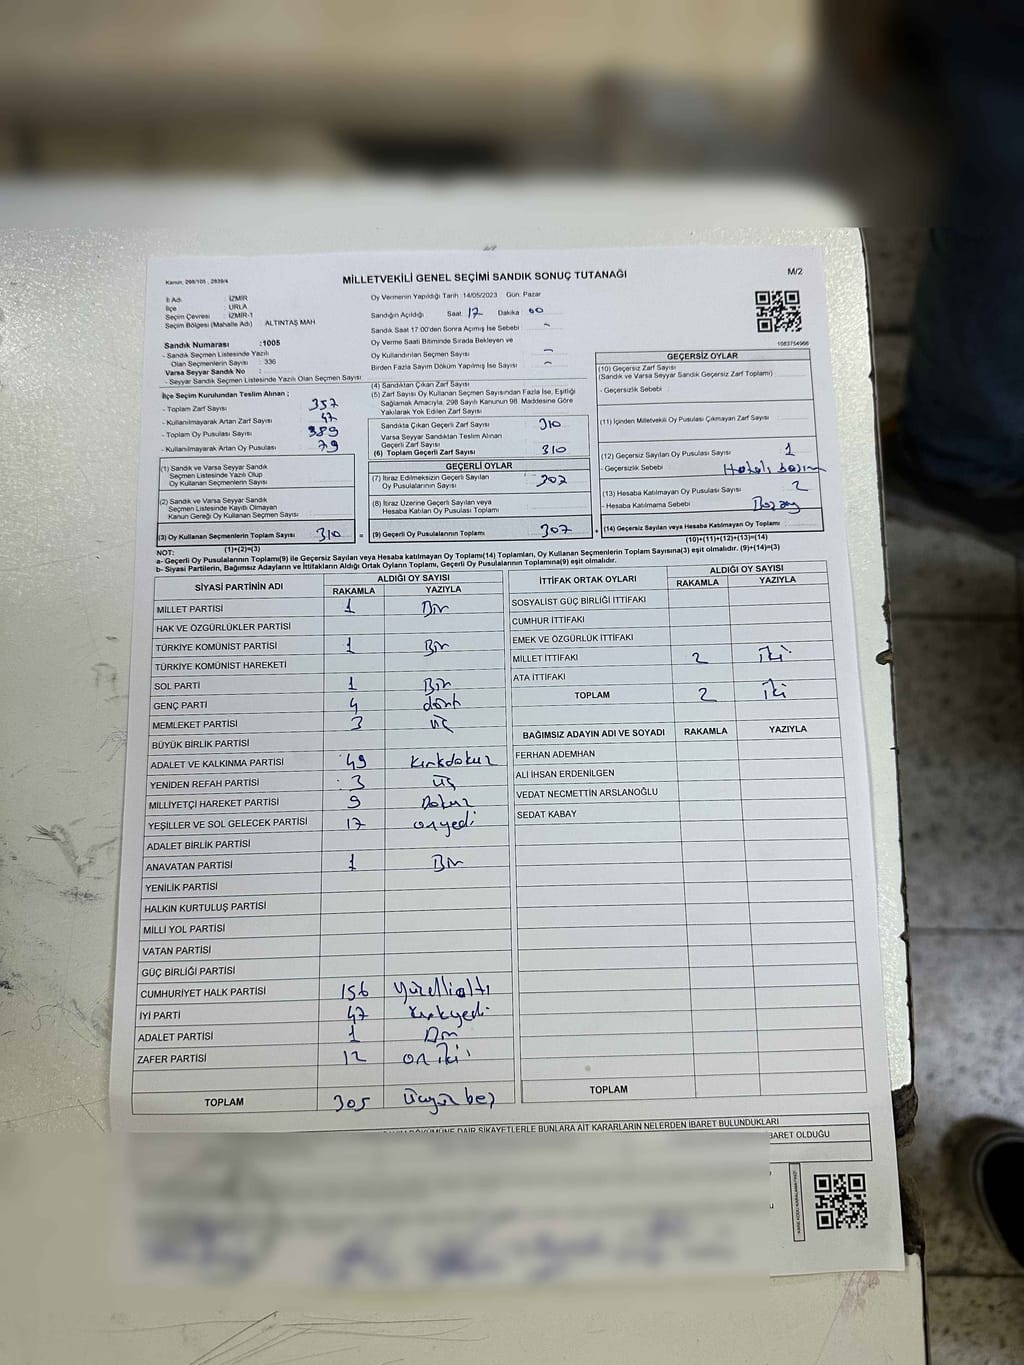 Kanun: 298/105 , 2839/4
MİLLETVEKİLİ GENEL SEÇİMİ SANDIK SONUÇ TUTANAĞI
M/2
İl Adı : İZMİR
İlçe : URLA
Seçim Çevresi : İZMİR-1
Seçim Bölgesi (Mahalle Adı) : ALTINTAŞ MAH.
Sandık Numarası :1005
- Sandık Seçmen Listesinde Yazılı
Olan Seçmenlerin Sayısı : 336
Varsa Seyyar Sandık No :
- Seyyar Sandık Seçmen Listesinde Yazılı Olan Seçmen Sayısı :
İlçe Seçim Kurulundan Teslim Alınan ;
- Toplam Zarf Sayısı 357
- Kullanılmayarak Artan Zarf Sayısı 47
- Toplam Oy Pusulası Sayısı 389
- Kullanılmayarak Artan Oy Pusulası 79
(1) Sandık ve Varsa Seyyar Sandık
Seçmen Listesinde Yazılı Olup
Oy Kullanan Seçmenlerin Sayısı
(2) Sandık ve Varsa Seyyar Sandık
Seçmen Listesinde Kayıtlı Olmayan
Kanun Gereği Oy Kullanan Seçmen Sayısı
(3) Oy Kullanan Seçmenlerin Toplam Sayısı 310
(1)+(2)=(3)
Oy Vermenin Yapıldığı Tarih :14/05/2023 Gün: Pazar
Sandığın Açıldığı Saat 17 Dakika 00
Sandık Saat 17.00'den Sonra Açılmış İse Sebebi -
Oy Verme Saati Bitiminde Sırada Bekleyen ve
Oy Kullandırılan Seçmen Sayısı -
Birden Fazla Sayım Döküm Yapılmış İse Sayısı -
(4) Sandıktan Çıkan Zarf Sayısı
(5) Zarf Sayısı Oy Kullanan Seçmen Sayısından Fazla İse, Eşitliği
Sağlamak Amacıyla, 298 Sayılı Kanunun 98. Maddesine Göre
Yakılarak Yok Edilen Zarf Sayısı
Sandıkta Çıkan Geçerli Zarf Sayısı 310
Varsa Seyyar Sandıktan Teslim Alınan
Geçerli Zarf Sayısı
(6) Toplam Geçerli Zarf Sayısı 310
GEÇERLİ OYLAR
(7) İtiraz Edilmeksizin Geçerli Sayılan
Oy Pusulalarının Sayısı 307
(8) İtiraz Üzerine Geçerli Sayılan veya
Hesaba Katılan Oy Pusulaları Toplamı
= (9) Geçerli Oy Pusulalarının Toplamı 307 +
1083754966
GEÇERSİZ OYLAR
(10) Geçersiz Zarf Sayısı
(Sandık ve Varsa Seyyar Sandık Geçersiz Zarf Toplamı)
- Geçersizlik Sebebi :
(11) İçinden Milletvekili Oy Pusulası Çıkmayan Zarf Sayısı
(12) Geçersiz Sayılan Oy Pusulası Sayısı 1
- Geçersizlik Sebebi Hatalı basım
(13) Hesaba Katılmayan Oy Pusulası Sayısı 2
- Hesaba Katılmama Sebebi
(14) Geçersiz Sayılan veya Hesaba Katılmayan Oy Toplamı
(10)+(11)+(12)+(13)=(14)
NOT:
a- Geçerli Oy Pusulalarının Toplamı(9) ile Geçersiz Sayılan veya Hesaba katılmayan Oy Toplamı(14) Toplamları, Oy Kullanan Seçmenlerin Toplam Sayısına(3) eşit olmalıdır. (9)+(14)=(3)
b- Siyasi Partilerin, Bağımsız Adayların ve İttifakların Aldığı Ortak Oyların Toplamı, Geçerli Oy Pusulalarının Toplamına(9) eşit olmalıdır.
SİYASİ PARTİNİN ADI ALDIĞI OY SAYISI
RAKAMLA YAZIYLA
MİLLET PARTİSİ 1 Bir
HAK VE ÖZGÜRLÜKLER PARTİSİ
TÜRKİYE KOMÜNİST PARTİSİ 1 Bir
TÜRKİYE KOMÜNİST HAREKETİ
SOL PARTİ 1 Bir
GENÇ PARTİ 4 dört
MEMLEKET PARTİSİ 3 üç
BÜYÜK BİRLİK PARTİSİ
ADALET VE KALKINMA PARTİSİ 49 kırkdokuz
YENİDEN REFAH PARTİSİ 3 üç
MİLLİYETÇİ HAREKET PARTİSİ 9 Dokuz
YEŞİLLER VE SOL GELECEK PARTİSİ 17 onyedi
ADALET BİRLİK PARTİSİ
ANAVATAN PARTİSİ 1 Bir
YENİLİK PARTİSİ
HALKIN KURTULUŞ PARTİSİ
MİLLİ YOL PARTİSİ
VATAN PARTİSİ
GÜÇ BİRLİĞİ PARTİSİ
CUMHURİYET HALK PARTİSİ 156 yüzellialtı
İYİ PARTİ 47 kırkyedi
ADALET PARTİSİ 1 Bir
ZAFER PARTİSİ 12 on iki
TOPLAM 305 üçyüz beş
İTTİFAK ORTAK OYLARI ALDIĞI OY SAYISI
RAKAMLA YAZIYLA
SOSYALİST GÜÇ BİRLİĞİ İTTİFAKI
CUMHUR İTTİFAKI
EMEK VE ÖZGÜRLÜK İTTİFAKI
MİLLET İTTİFAKI 2 iki
ATA İTTİFAKI
TOPLAM 2 iki
BAĞIMSIZ ADAYIN ADI VE SOYADI RAKAMLA YAZIYLA
FERHAN ADEMHAN
ALİ İHSAN ERDENİLGEN
VEDAT NECMETTİN ARSLANOĞLU
SEDAT KABAY
TOPLAM
DÖKÜMÜNE DAİR ŞİKAYETLERLE BUNLARA AİT KARARLARIN NELERDEN İBARET BULUNDUKLARI
İBARET OLDUĞU